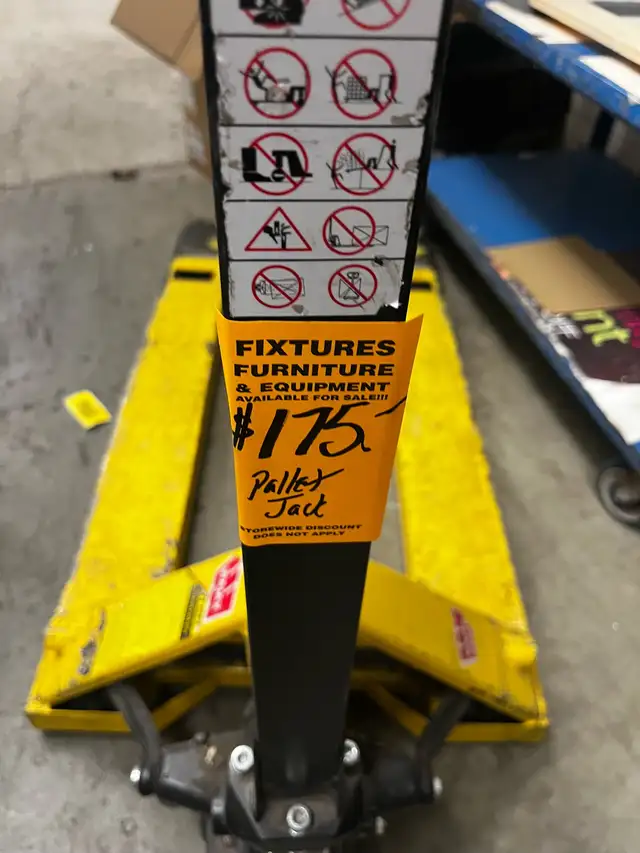 FIXTURES
FURNITURE
& EQUIPMENT
AVAILABLE FOR SALE!!!
$175.-
Pallet
Jack
STOREWIDE DISCOUNT
DOES NOT APPLY